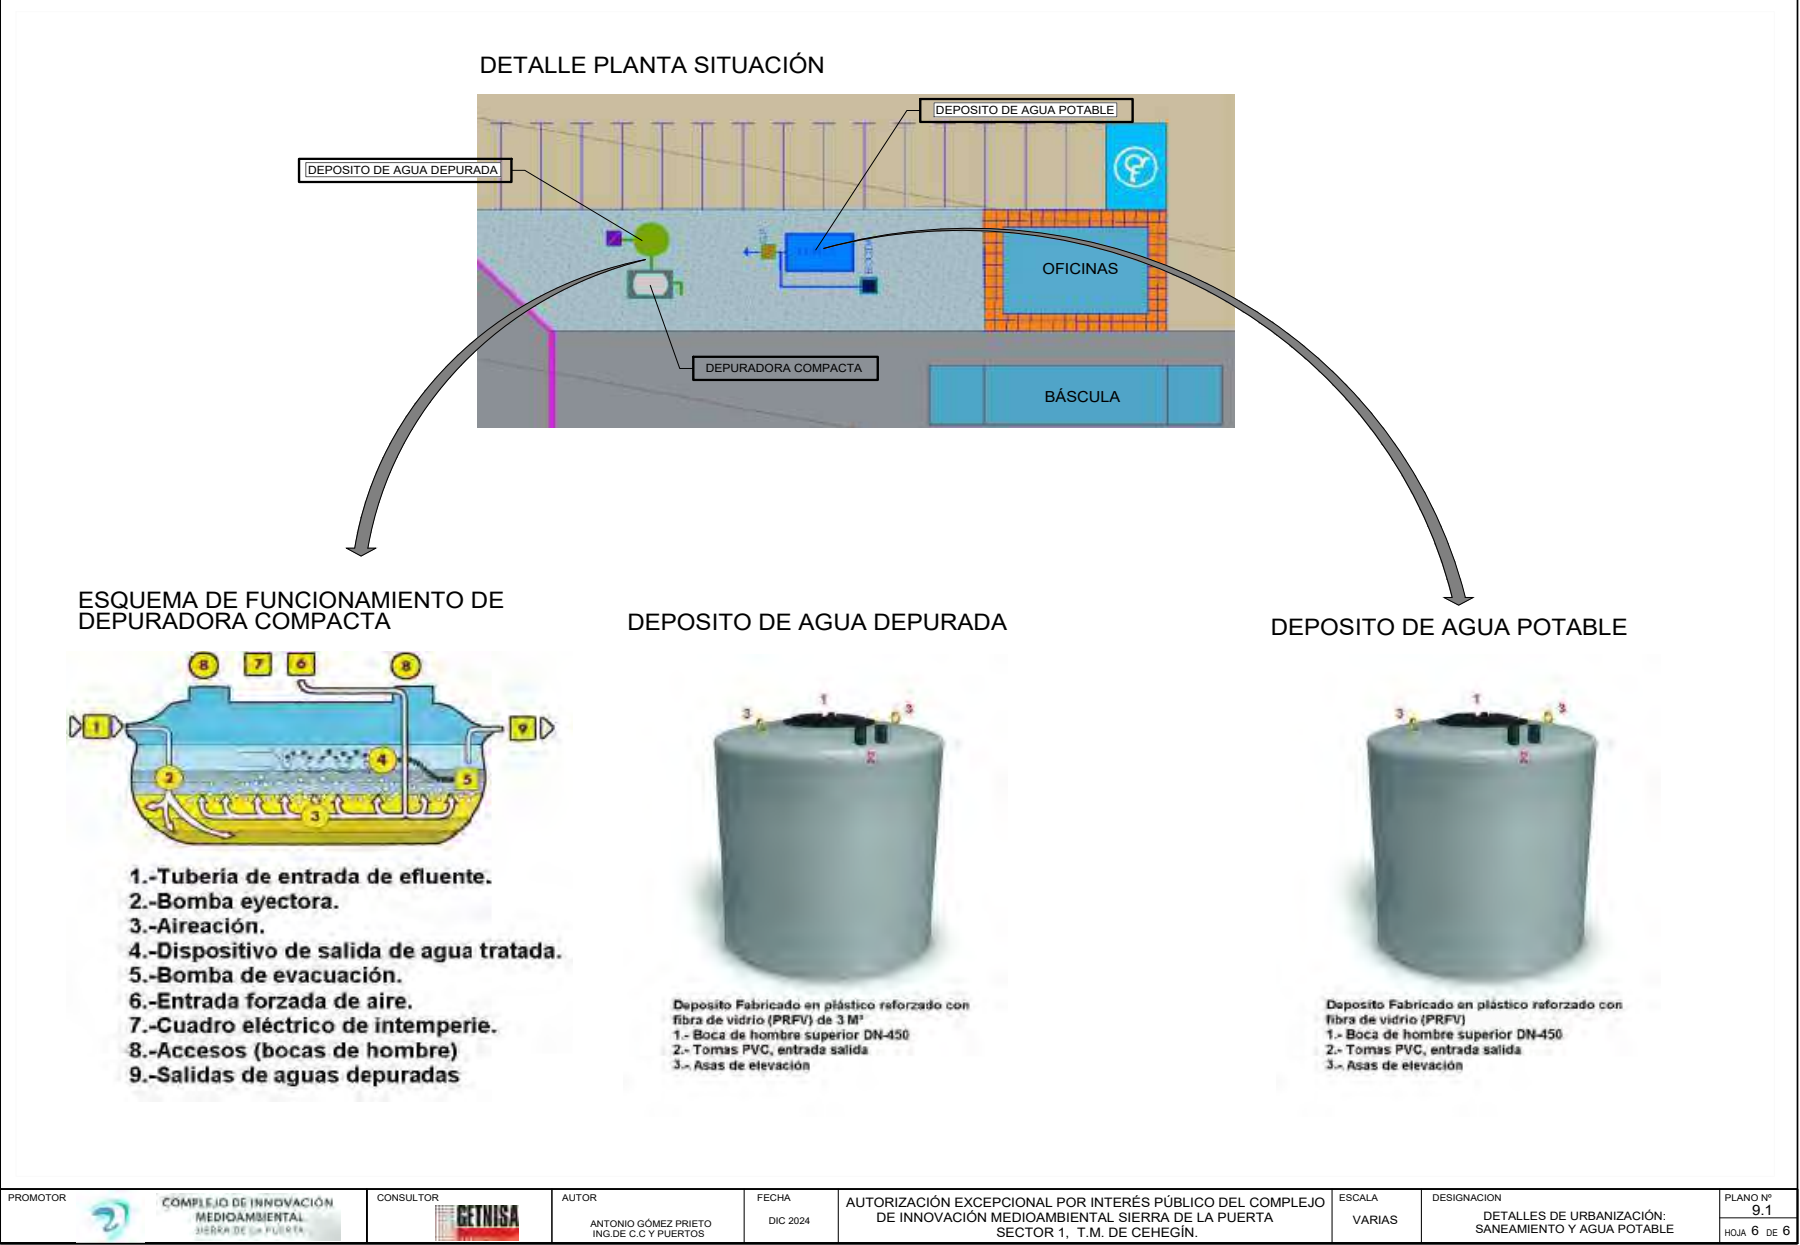 DETALLE PLANTA SITUACIÓN
DEPOSITO DE AGUA POTABLE
DEPOSITO DE AGUA DEPURADA
OFICINAS
DEPURADORA COMPACTA
BÁSCULA
ESQUEMA DE FUNCIONAMIENTO DE
DEPURADORA COMPACTA
8
7
6
8
1
9
4
2
5
3
1.-Tubería de entrada de efluente.
2.-Bomba eyectora.
3.-Aireación.
4.-Dispositivo de salida de agua tratada.
5.-Bomba de evacuación.
6.-Entrada forzada de aire.
7.-Cuadro eléctrico de intemperie.
8.-Accesos (bocas de hombre)
9.-Salidas de aguas depuradas
DEPOSITO DE AGUA DEPURADA
1
3
3
2
Deposito Fabricado en plástico reforzado con
fibra de vidrio (PRFV) de 3 M³
1.- Boca de hombre superior DN-450
2.- Tomas PVC, entrada salida
3.- Asas de elevación
DEPOSITO DE AGUA POTABLE
1
3
3
2
Deposito Fabricado en plástico reforzado con
fibra de vidrio (PRFV)
1.- Boca de hombre superior DN-450
2.- Tomas PVC, entrada salida
3.- Asas de elevación
PROMOTOR
COMPLEJO DE INNOVACIÓN
MEDIOAMBIENTAL
SIERRA DE LA PUERTA
CONSULTOR
GETNISA
AUTOR
ANTONIO GÓMEZ PRIETO
ING.DE C.C Y PUERTOS
FECHA
DIC 2024
AUTORIZACIÓN EXCEPCIONAL POR INTERÉS PÚBLICO DEL COMPLEJO
DE INNOVACIÓN MEDIOAMBIENTAL SIERRA DE LA PUERTA
SECTOR 1, T.M. DE CEHEGÍN.
ESCALA
VARIAS
DESIGNACION
DETALLES DE URBANIZACIÓN:
SANEAMIENTO Y AGUA POTABLE
PLANO Nº
9.1
HOJA 6 DE 6